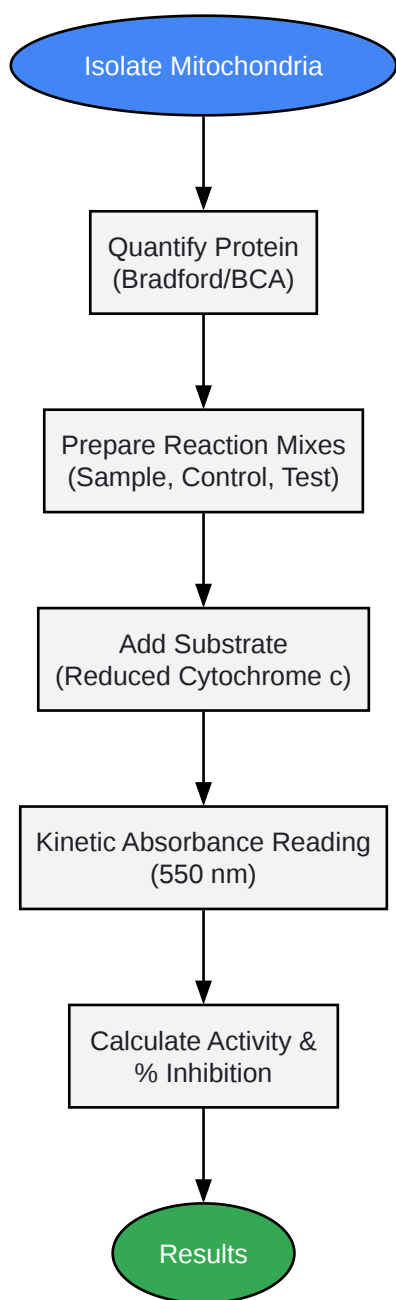 Isolate Mitochondria
Quantify Protein
(Bradford/BCA)
Prepare Reaction Mixes
(Sample, Control, Test)
Add Substrate
(Reduced Cytochrome c)
Kinetic Absorbance Reading
(550 nm)
Calculate Activity &
% Inhibition
Results